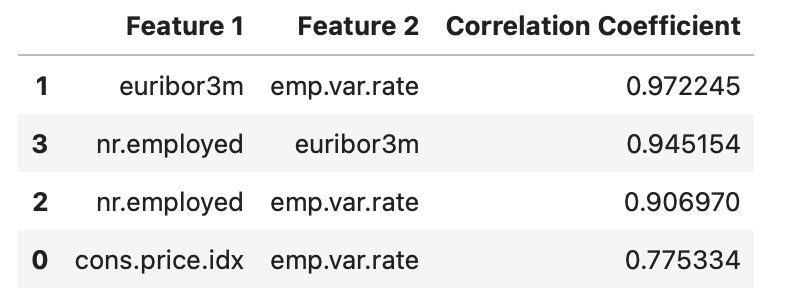 Feature 1 Feature 2 Correlation Coefficient
1 euribor3m emp.var.rate 0.972245
3 nr.employed euribor3m 0.945154
2 nr.employed emp.var.rate 0.906970
0 cons.price.idx emp.var.rate 0.775334